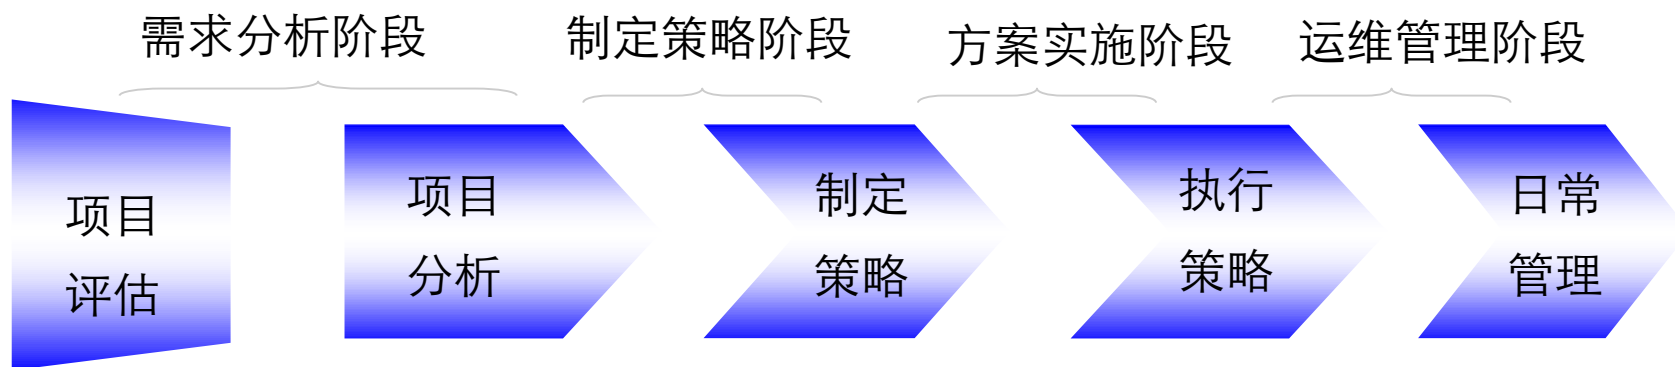 需求分析阶段
制定策略阶段
方案实施阶段
运维管理阶段
项目
评估
项目
分析
制定
策略
执行
策略
日常
管理